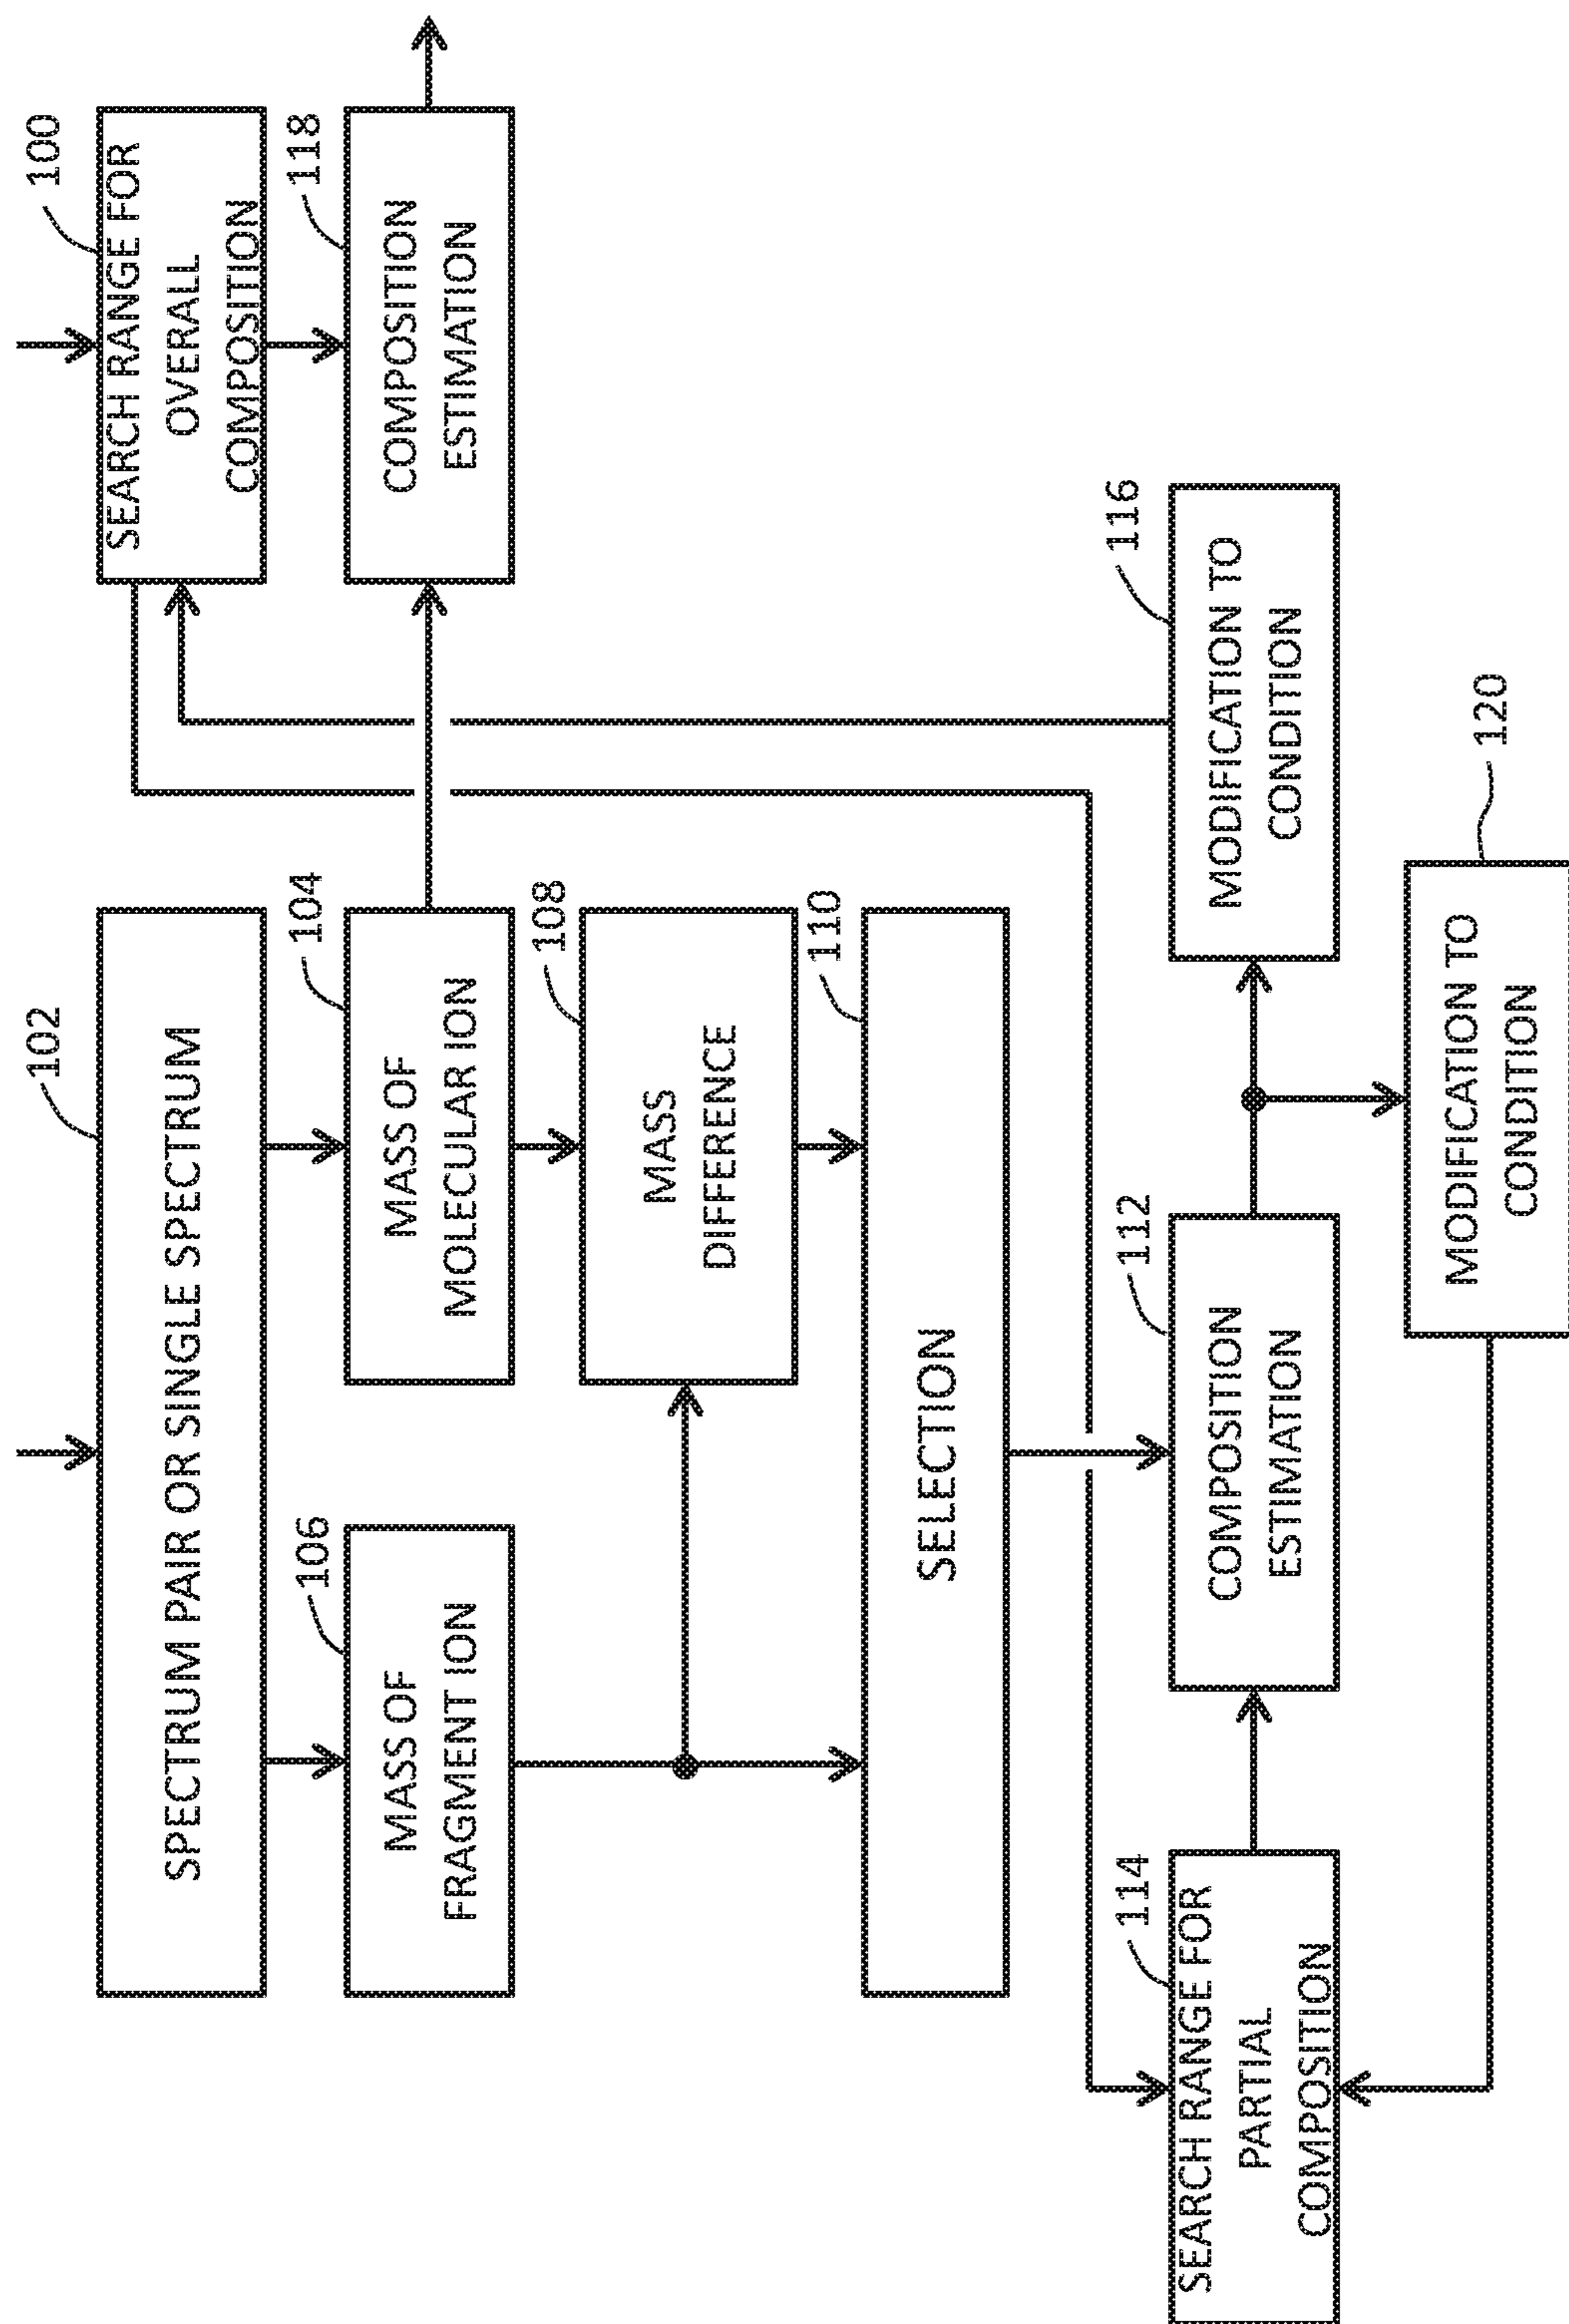 102
SPECTRUM PAIR OR SINGLE SPECTRUM
100
SEARCH RANGE FOR
OVERALL
COMPOSITION
106
MASS OF
FRAGMENT ION
104
MASS OF
MOLECULAR ION
118
COMPOSITION
ESTIMATION
108
MASS
DIFFERENCE
110
SELECTION
114
SEARCH RANGE FOR
PARTIAL
COMPOSITION
112
COMPOSITION
ESTIMATION
116
MODIFICATION TO
CONDITION
120
MODIFICATION TO
CONDITION